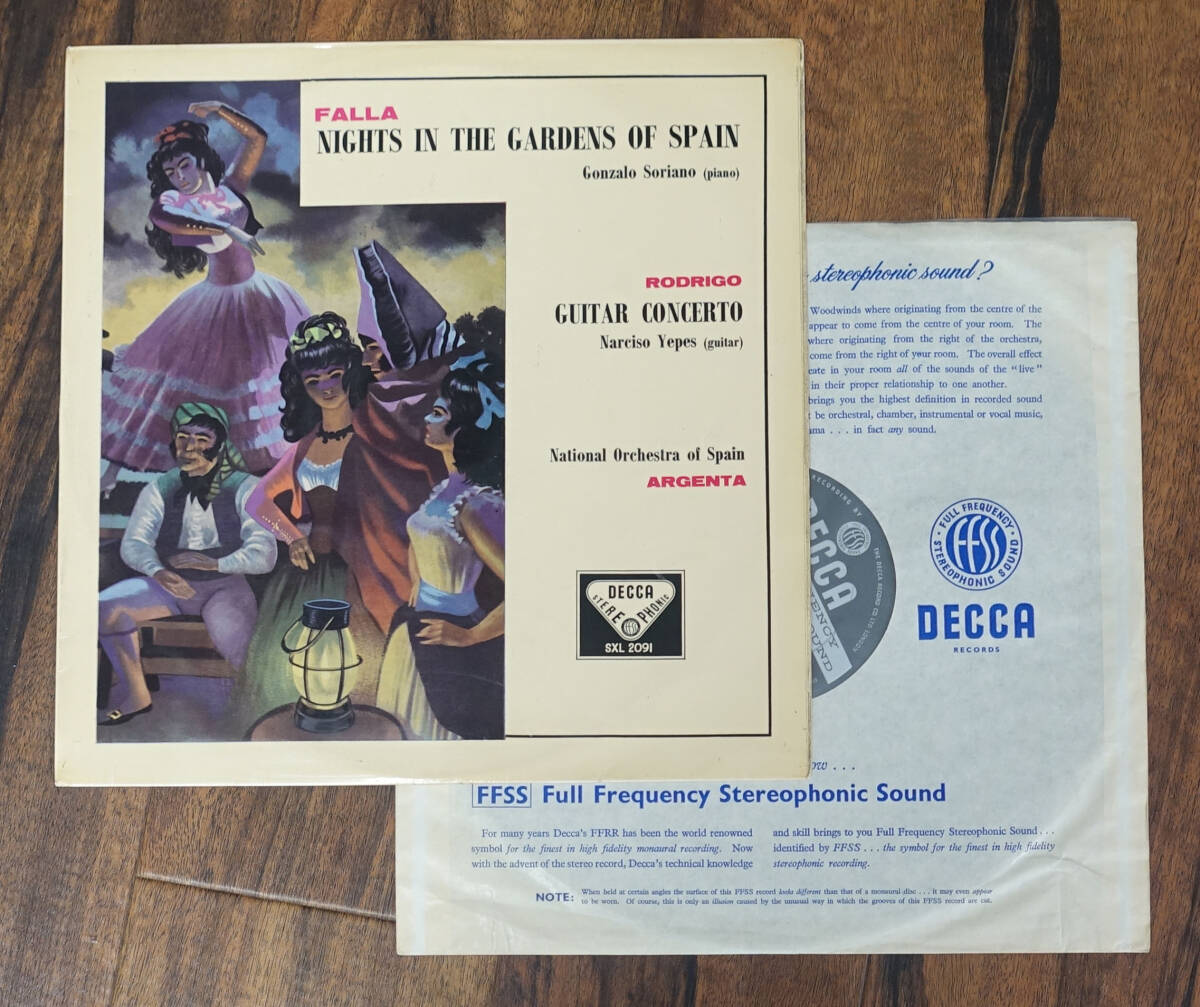 FALLA
NIGHTS IN THE GARDENS OF SPAIN
Gonzalo Soriano (piano)
RODRIGO
GUITAR CONCERTO
Narciso Yepes (guitar)
National Orchestra of Spain
ARGENTA
DECCA
STEREOPHONIC
SXL 2091
stereophonic sound?
Woodwinds where originating from the centre of the
appear to come from the centre of your room. The
where originating from the right of the orchestra,
come from the right of your room. The overall effect
in your room all of the sounds of the "live"
in their proper relationship to one another.
brings you the highest definition in recorded sound
be orchestral, chamber, instrumental or vocal music,
. . . in fact any sound.
RECORDING BY
DECCA
THE DECCA RECORD CO LTD LONDON
FULL FREQUENCY
FFSS
STEREOPHONIC SOUND
DECCA
RECORDS
FFSS Full Frequency Stereophonic Sound
For many years Decca's FFRR has been the world renowned
symbol for the finest in high fidelity monaural recording. Now
with the advent of the stereo record, Decca's technical knowledge
and skill brings to you Full Frequency Stereophonic Sound . . .
identified by FFSS . . . the symbol for the finest in high fidelity
stereophonic recording.
NOTE: When held at certain angles the surface of this FFSS record looks different than that of a monaural disc . . . it may even appear
to be worn. Of course, this is only an illusion caused by the unusual way in which the grooves of this FFSS record are cut.